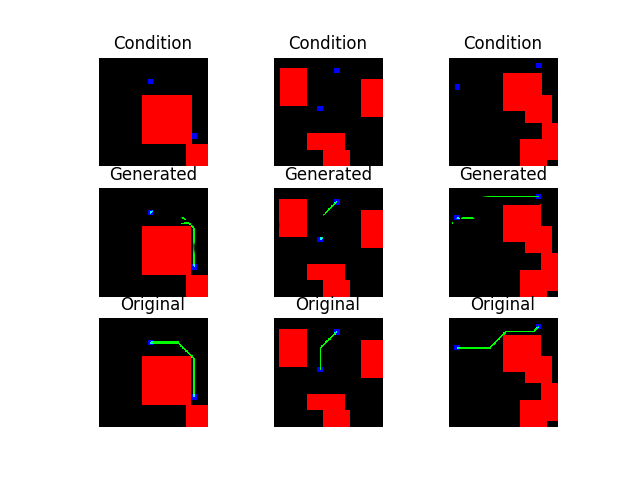 Condition Condition Condition
Generated Generated Generated
Original Original Original